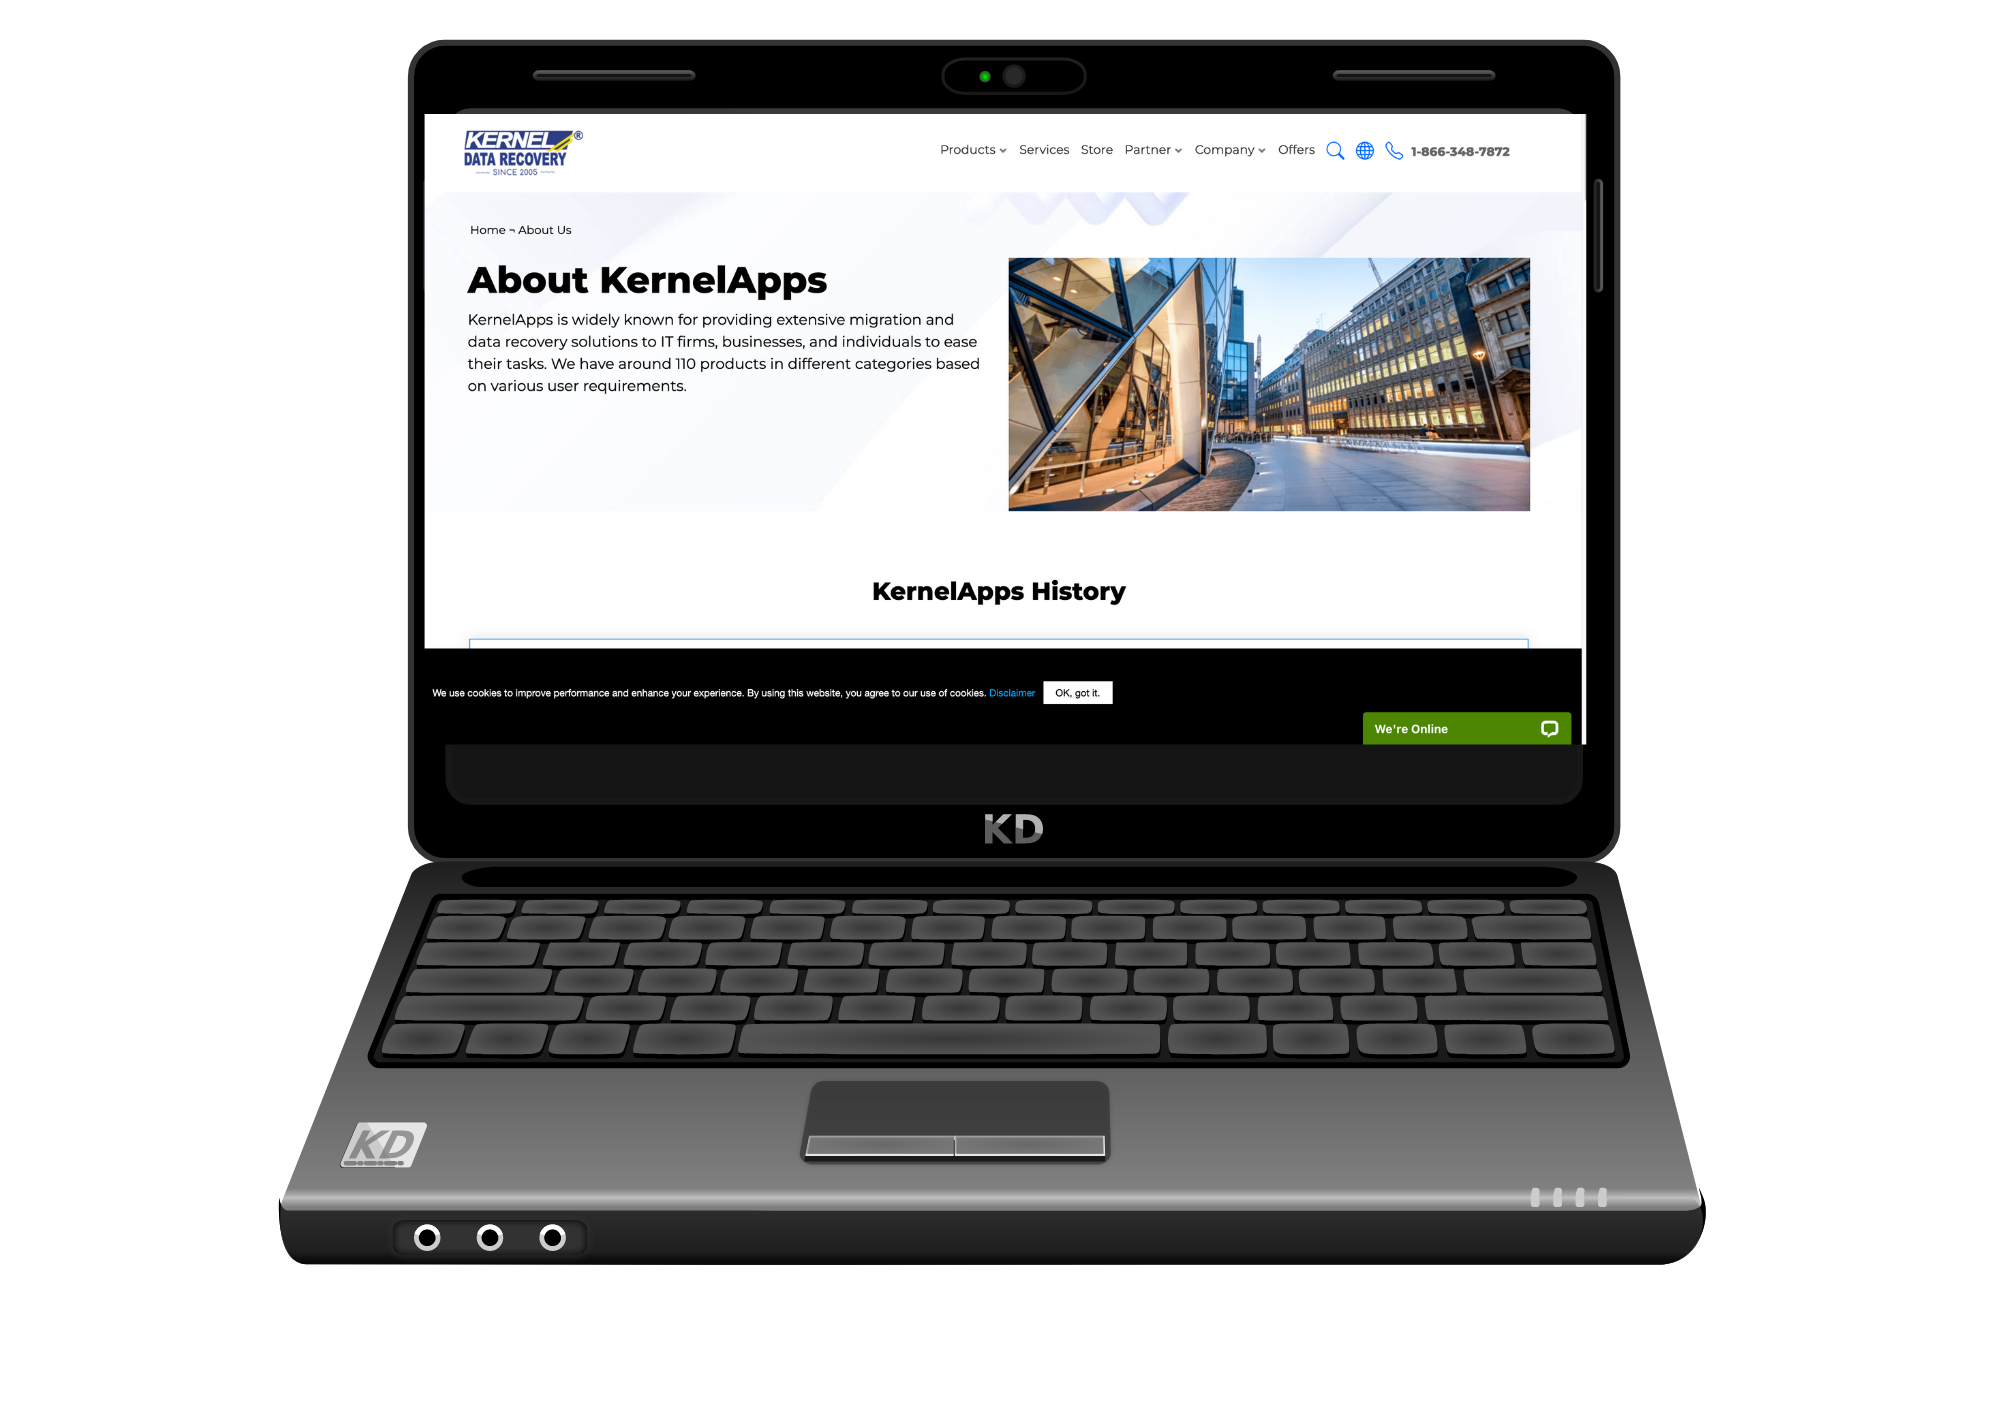 KERNEL®
DATA RECOVERY
SINCE 2005
Products Services Store Partner Company Offers 1-866-348-7872
Home ¬ About Us
About KernelApps
KernelApps is widely known for providing extensive migration and
data recovery solutions to IT firms, businesses, and individuals to ease
their tasks. We have around 110 products in different categories based
on various user requirements.
KernelApps History
We use cookies to improve performance and enhance your experience. By using this website, you agree to our use of cookies. Disclaimer OK, got it.
We're Online
KD
KD